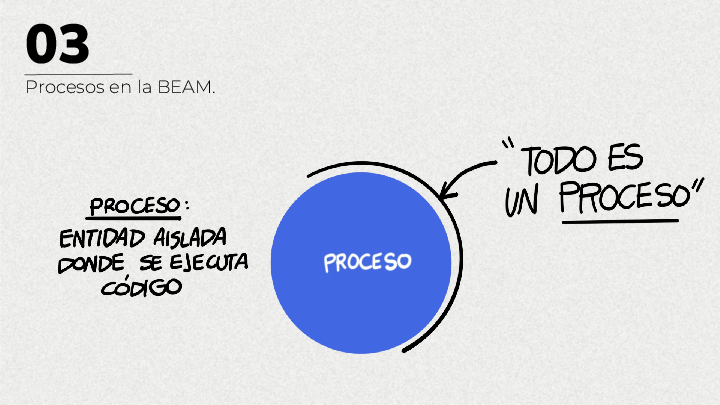 03
Procesos en la BEAM.
PROCESO:
ENTIDAD AISLADA
DONDE SE EJECUTA
CÓDIGO
PROCESO
"TODO ES
UN PROCESO"